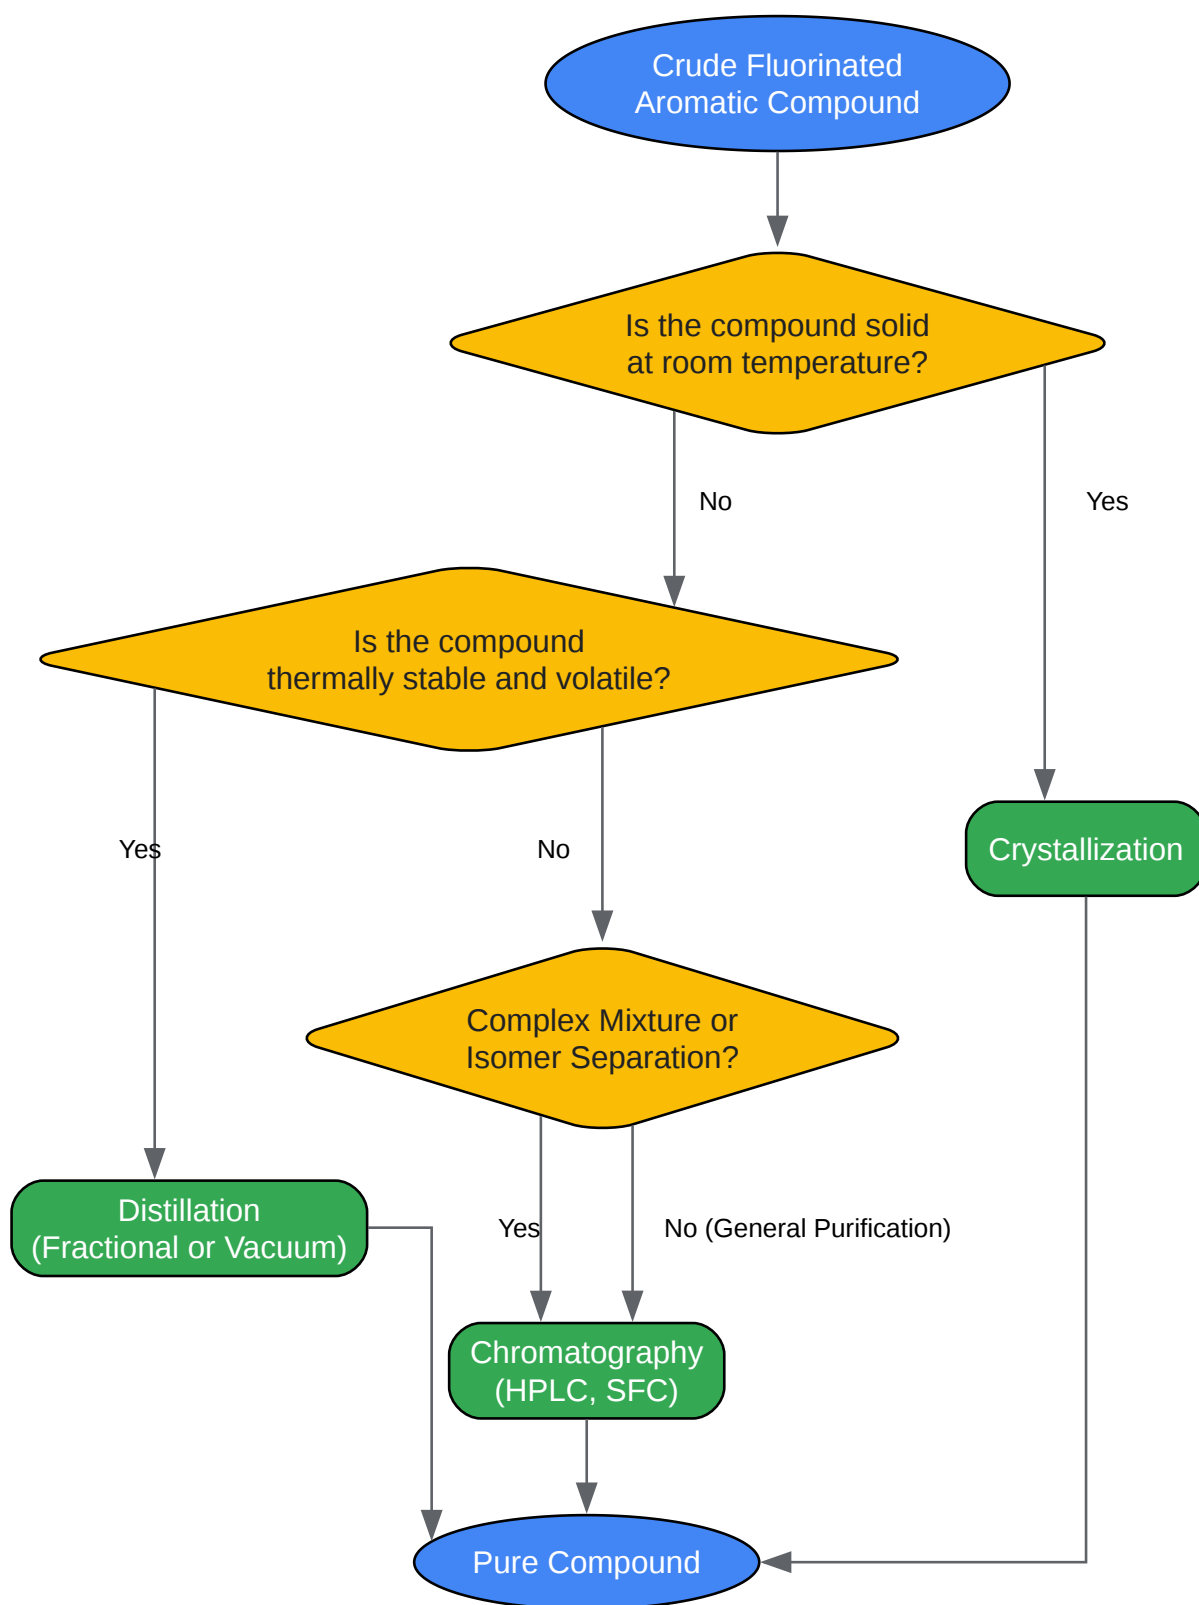 Crude Fluorinated
Aromatic Compound
Is the compound solid
at room temperature?
No
Yes
Is the compound
thermally stable and volatile?
Yes
No
Crystallization
Complex Mixture or
Isomer Separation?
Distillation
(Fractional or Vacuum)
Yes
No (General Purification)
Chromatography
(HPLC, SFC)
Pure Compound